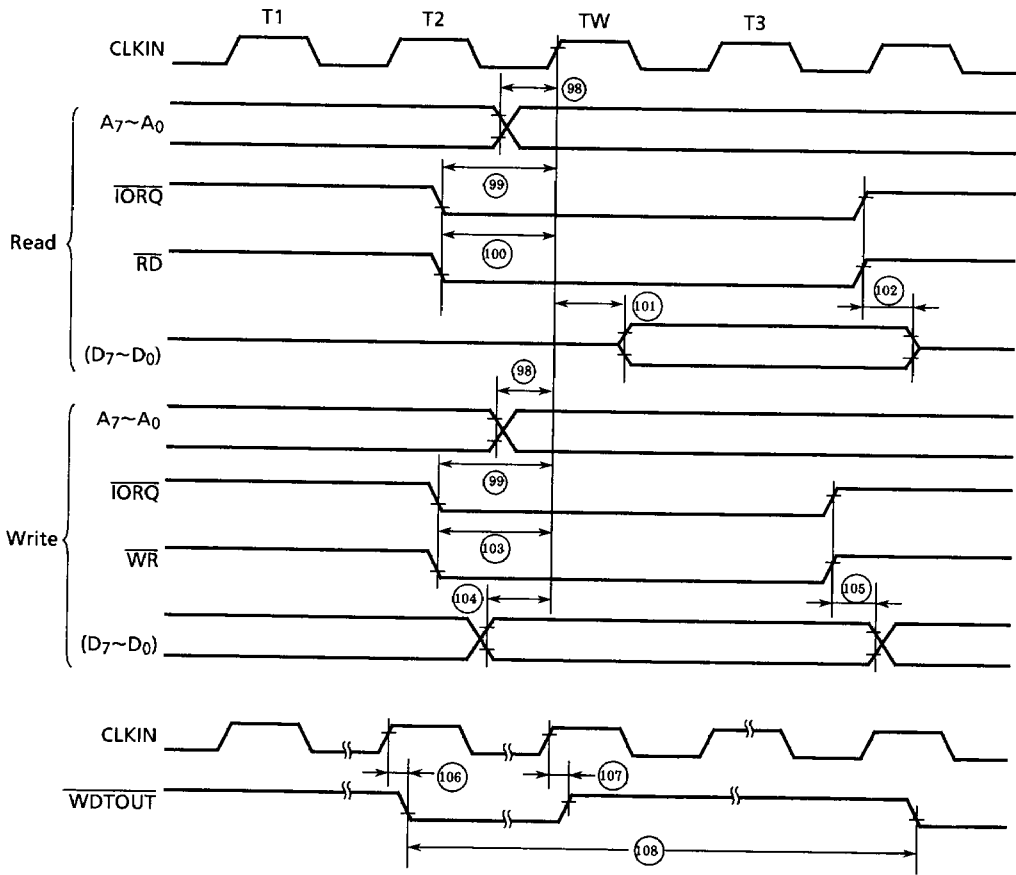 T1 T2 TW T3
CLKIN
98
A7~A0
99
IORQ
Read
100
RD
101 102
(D7~D0)
98
A7~A0
99
IORQ
Write
103
WR
104 105
(D7~D0)
CLKIN
106 107
WDTOUT
108